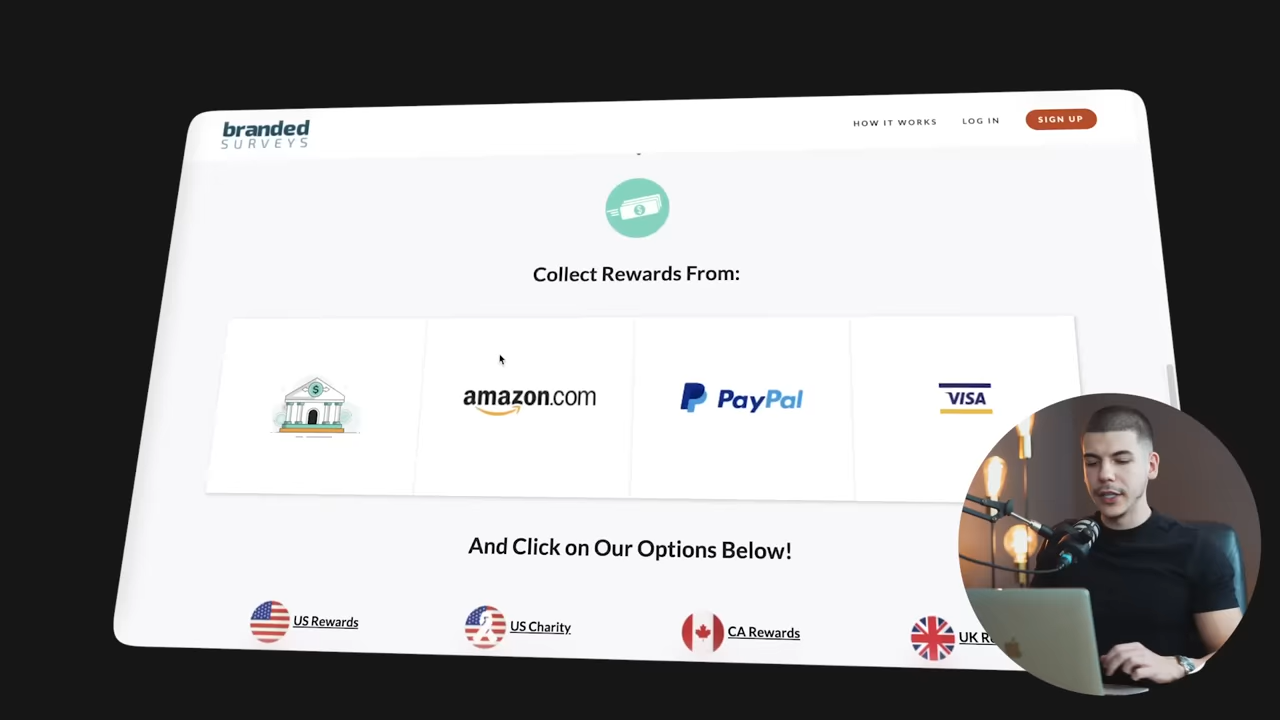 branded
SURVEYS
HOW IT WORKS
LOG IN
SIGN UP
Collect Rewards From:
amazon.com
PayPal
VISA
And Click on Our Options Below!
US Rewards
US Charity
CA Rewards
UK